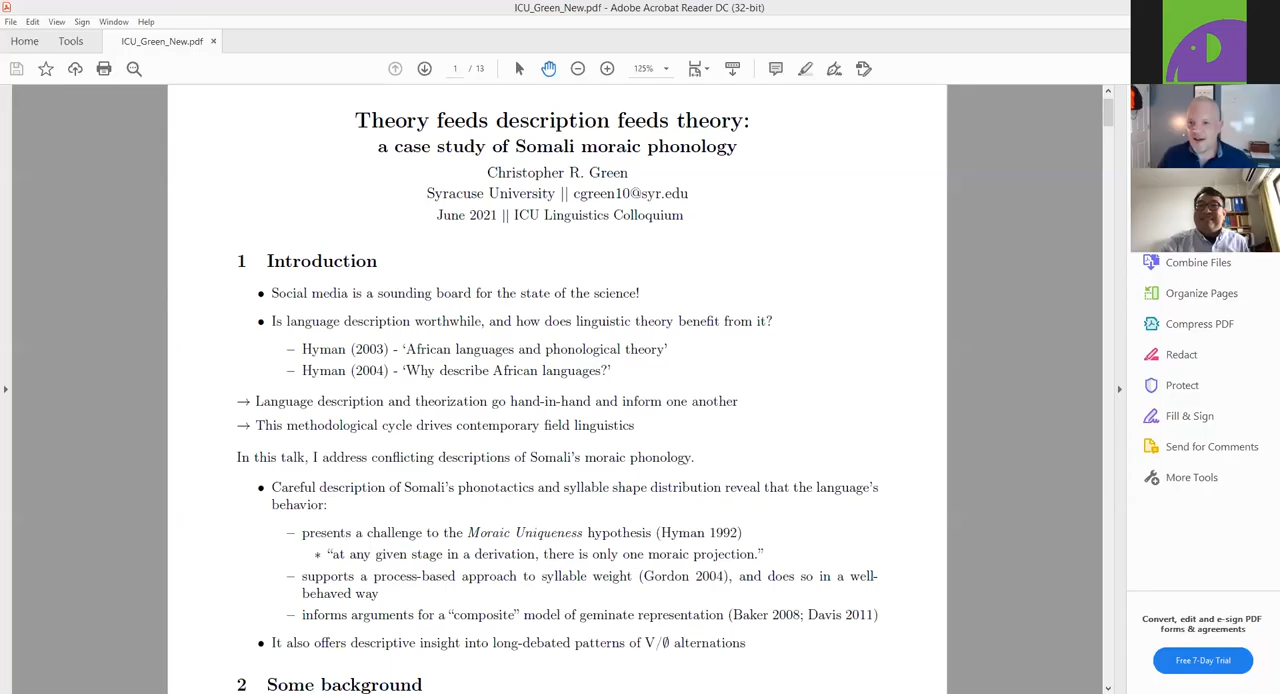 ICU_Green_New.pdf - Adobe Acrobat Reader DC (32-bit)
File Edit View Sign Window Help
Home Tools ICU_Green_New.pdf ×
1 / 13 125%
Theory feeds description feeds theory:
a case study of Somali moraic phonology
Christopher R. Green
Syracuse University || cgreen10@syr.edu
June 2021 || ICU Linguistics Colloquium
1 Introduction
• Social media is a sounding board for the state of the science!
• Is language description worthwhile, and how does linguistic theory benefit from it?
– Hyman (2003) - ‘African languages and phonological theory’
– Hyman (2004) - ‘Why describe African languages?’
→ Language description and theorization go hand-in-hand and inform one another
→ This methodological cycle drives contemporary field linguistics
In this talk, I address conflicting descriptions of Somali’s moraic phonology.
• Careful description of Somali’s phonotactics and syllable shape distribution reveal that the language’s
behavior:
– presents a challenge to the Moraic Uniqueness hypothesis (Hyman 1992)
∗ “at any given stage in a derivation, there is only one moraic projection.”
– supports a process-based approach to syllable weight (Gordon 2004), and does so in a well-
behaved way
– informs arguments for a “composite” model of geminate representation (Baker 2008; Davis 2011)
• It also offers descriptive insight into long-debated patterns of V/∅ alternations
2 Some background
Combine Files
Organize Pages
Compress PDF
Redact
Protect
Fill & Sign
Send for Comments
More Tools
Convert, edit and e-sign PDF
forms & agreements
Free 7-Day Trial